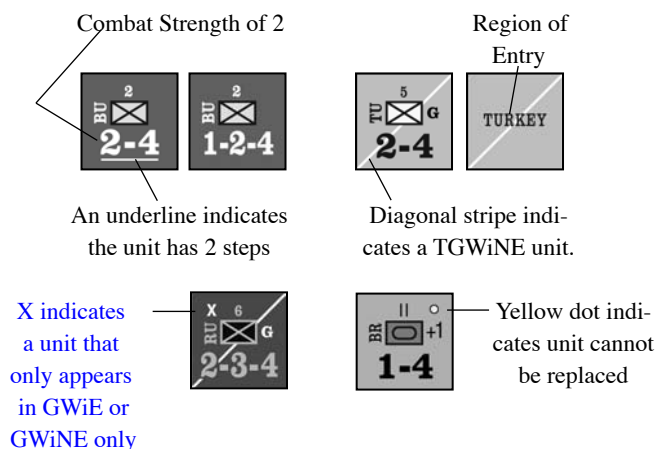 Combat Strength of 2
Region of
Entry
2
BU
2-4
2
BU
1-2-4
5
TU G
2-4
TURKEY
An underline indicates
the unit has 2 steps
Diagonal stripe indi-
cates a TGWiNE unit.
X indicates
a unit that
only appears
in GWiE or
GWiNE only
X 6
RU G
2-3-4
II
BR +1
1-4
Yellow dot indi-
cates unit cannot
be replaced